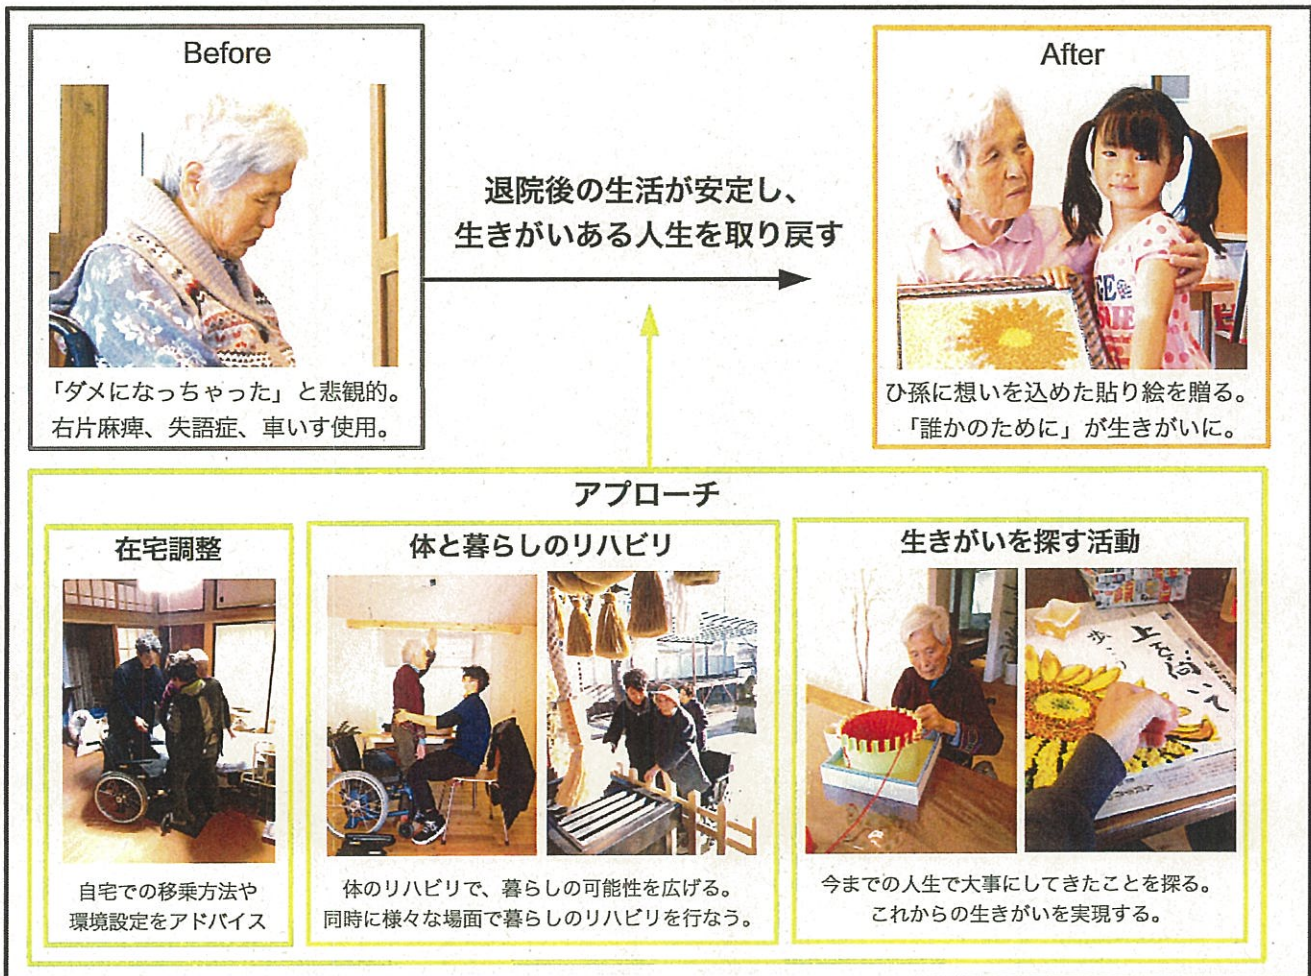 Before
After
退院後の生活が安定し、
生きがいある人生を取り戻す
「ダメになっちゃった」と悲観的。
右片麻痺、失語症、車いす使用。
ひ孫に想いを込めた貼り絵を贈る。
「誰かのために」が生きがいに。
アプローチ
在宅調整
体と暮らしのリハビリ
生きがいを探す活動
上を向いて
歩こう
自宅での移乗方法や
環境設定をアドバイス
体のリハビリで、暮らしの可能性を広げる。
同時に様々な場面で暮らしのリハビリを行なう。
今までの人生で大事にしてきたことを探る。
これからの生きがいを実現する。